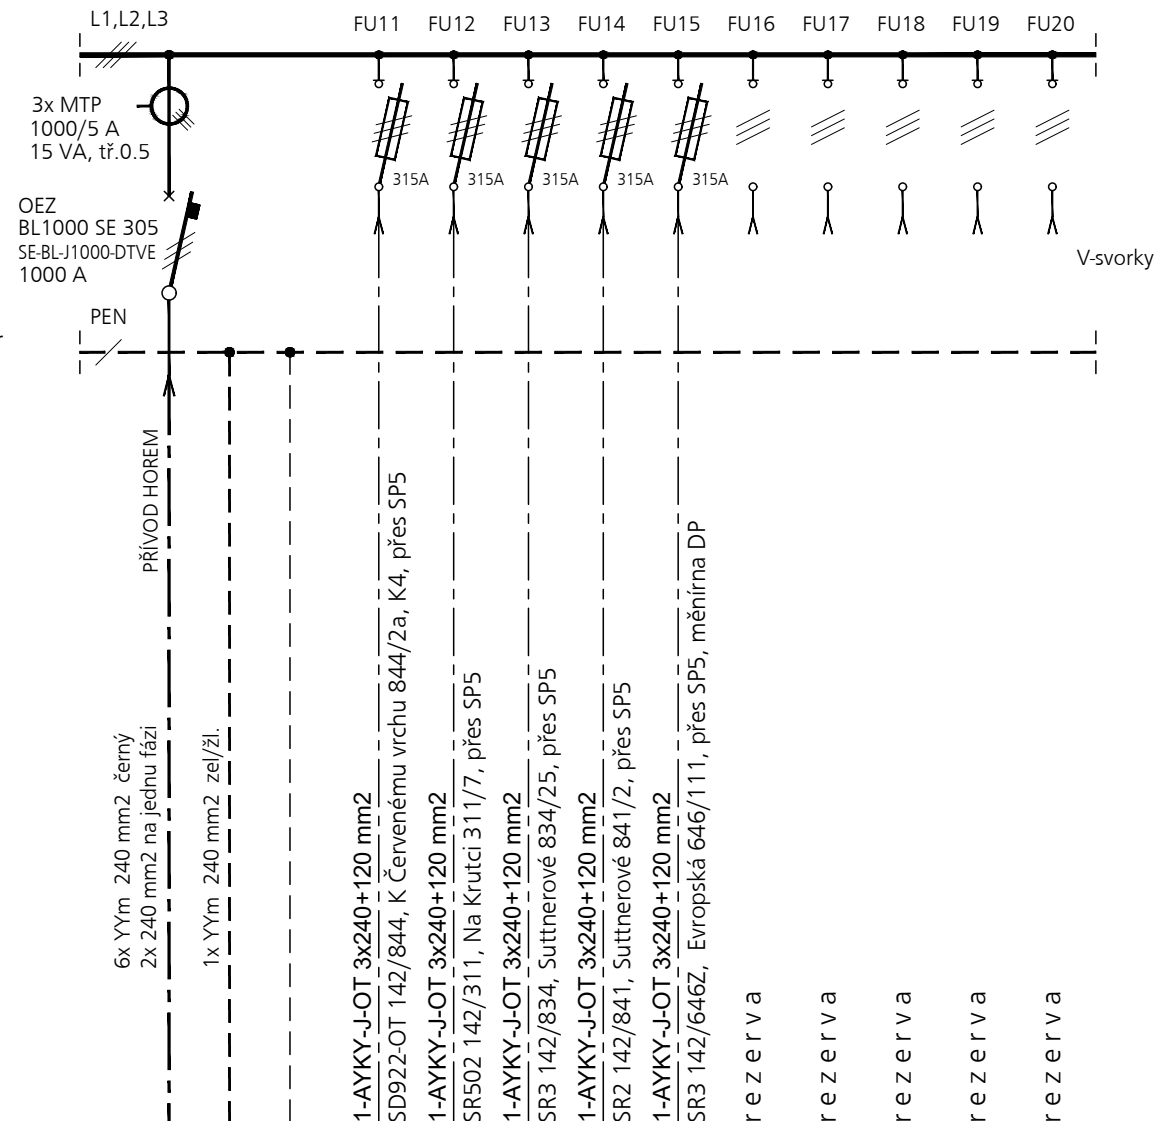 L1,L2,L3
FU11
FU12
FU13
FU14
FU15
FU16
FU17
FU18
FU19
FU20
3x MTP
1000/5 A
15 VA, tř.0.5
315A
315A
315A
315A
315A
OEZ
BL1000 SE 305
SE-BL-J1000-DTVE
1000 A
V-svorky
PEN
PŘÍVOD HOREM
6x YYm 240 mm2 černý
2x 240 mm2 na jednu fázi
1x YYm 240 mm2 zel/žl.
1-AYKY-J-OT 3x240+120 mm2
SD922-OT 142/844, K Červenému vrchu 844/2a, K4, přes SP5
1-AYKY-J-OT 3x240+120 mm2
SR502 142/311, Na Krutci 311/7, přes SP5
1-AYKY-J-OT 3x240+120 mm2
SR3 142/834, Suttnerové 834/25, přes SP5
1-AYKY-J-OT 3x240+120 mm2
SR2 142/841, Suttnerové 841/2, přes SP5
1-AYKY-J-OT 3x240+120 mm2
SR3 142/646Z, Evropská 646/111, přes SP5, měnírna DP
rezerva
rezerva
rezerva
rezerva
rezerva